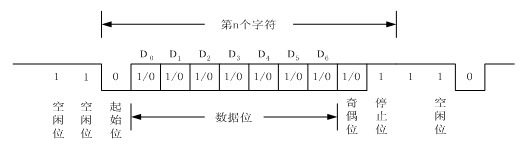 第n个字符
D0 D1 D2 D3 D4 D5 D6
1 1 0 1/0 1/0 1/0 1/0 1/0 1/0 1/0 1/0 1 1 1 0
空闲位 空闲位 起始位 数据位 奇偶位 停止位 空闲位